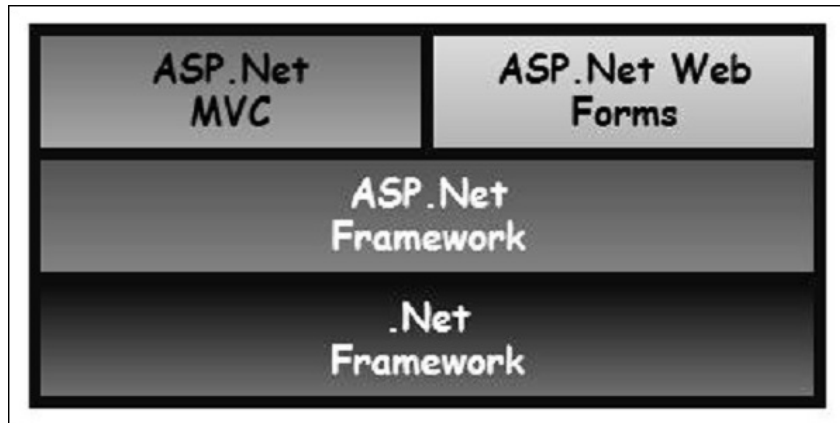 ASP.Net
MVC
ASP.Net Web
Forms
ASP.Net
Framework
.Net
Framework